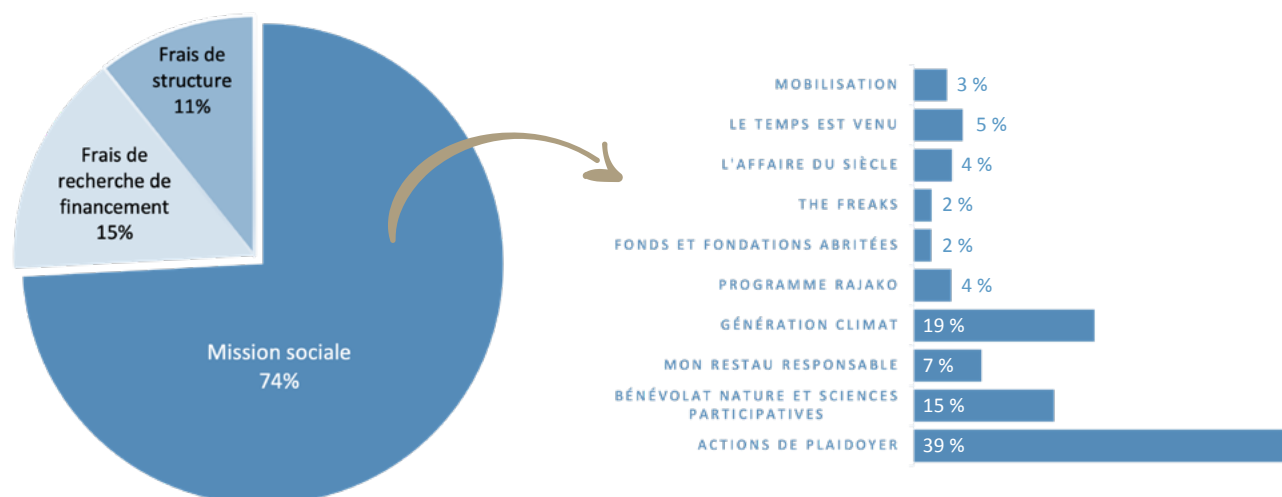 Frais de
structure
11%
Frais de
recherche de
financement
15%
Mission sociale
74%
MOBILISATION
3 %
LE TEMPS EST VENU
5 %
L'AFFAIRE DU SIÈCLE
4 %
THE FREAKS
2 %
FONDS ET FONDATIONS ABRITÉES
2 %
PROGRAMME RAJAKO
4 %
GÉNÉRATION CLIMAT
19 %
MON RESTAU RESPONSABLE
7 %
BÉNÉVOLAT NATURE ET SCIENCES
PARTICIPATIVES
15 %
ACTIONS DE PLAIDOYER
39 %